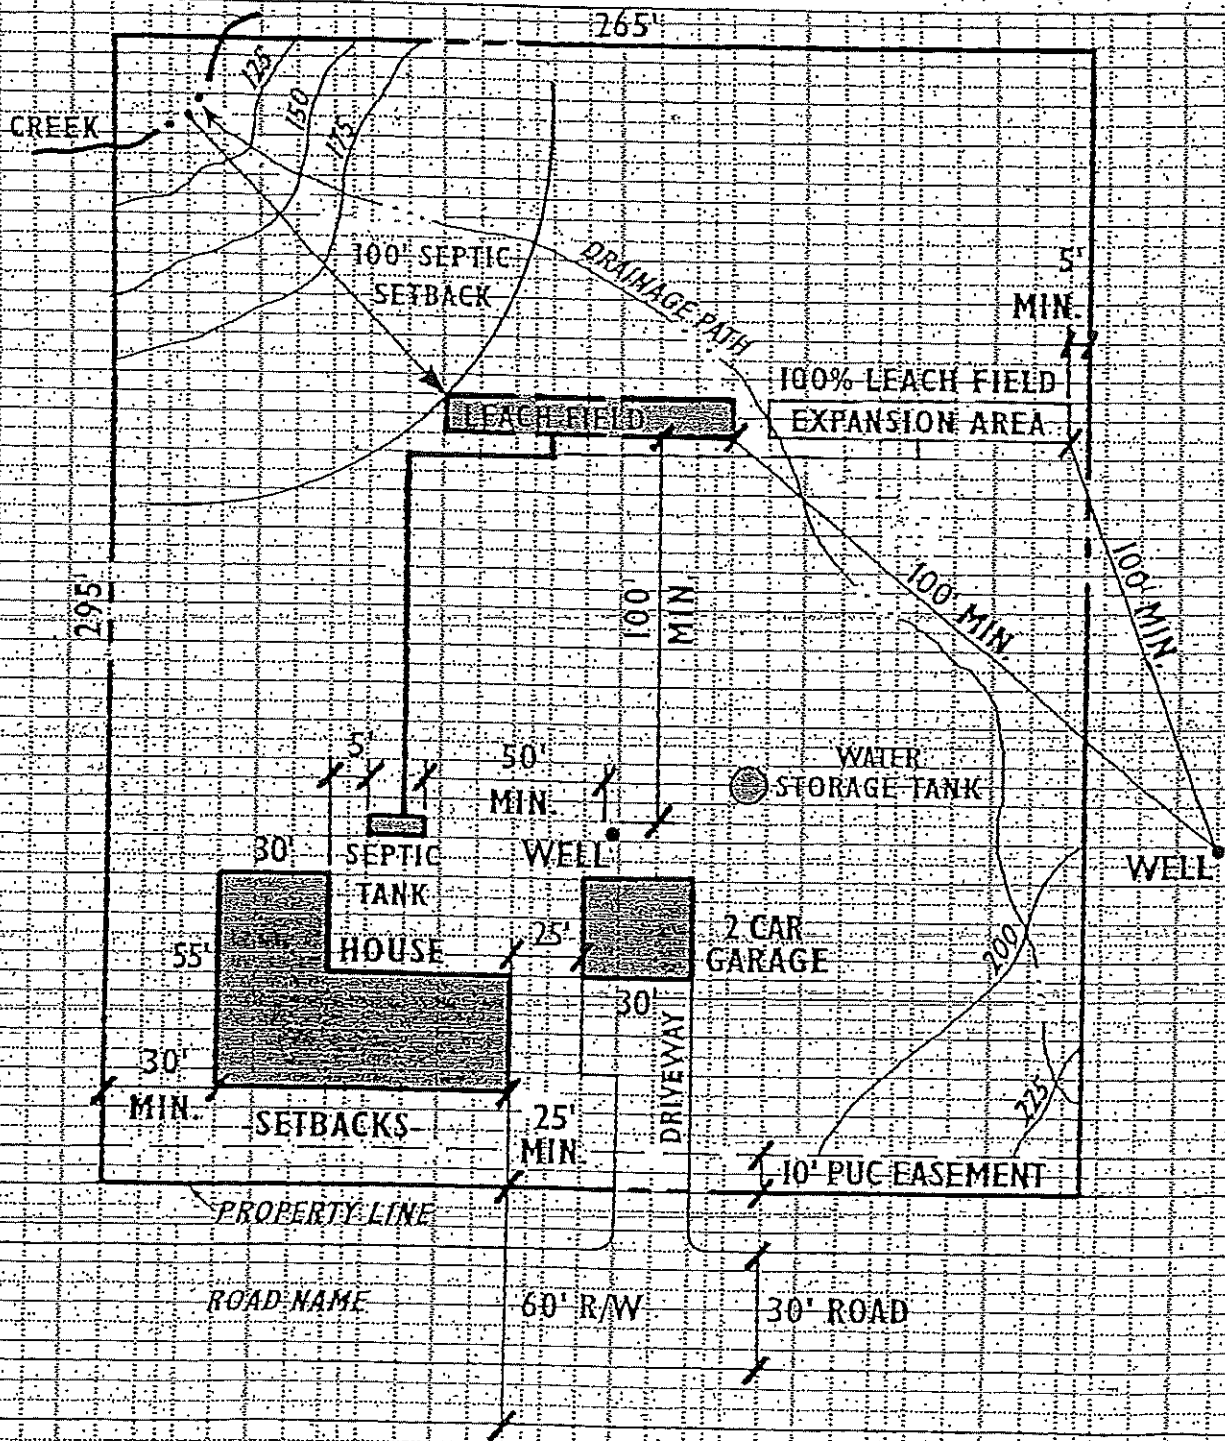 265'
125
150
175
CREEK
100' SEPTIC
SETBACK
DRAINAGE PATH
5'
MIN.
100% LEACH FIELD
EXPANSION AREA
LEACH FIELD
295'
100'
MIN.
100' MIN.
100' MIN.
5'
50'
MIN.
WATER
STORAGE TANK
30'
SEPTIC
TANK
WELL
WELL
55'
HOUSE
25'
2 CAR
GARAGE
200
30'
DRIVEWAY
30'
MIN.
SETBACKS
25'
MIN.
225
10' PUC EASEMENT
PROPERTY LINE
ROAD NAME
60' R/W
30' ROAD